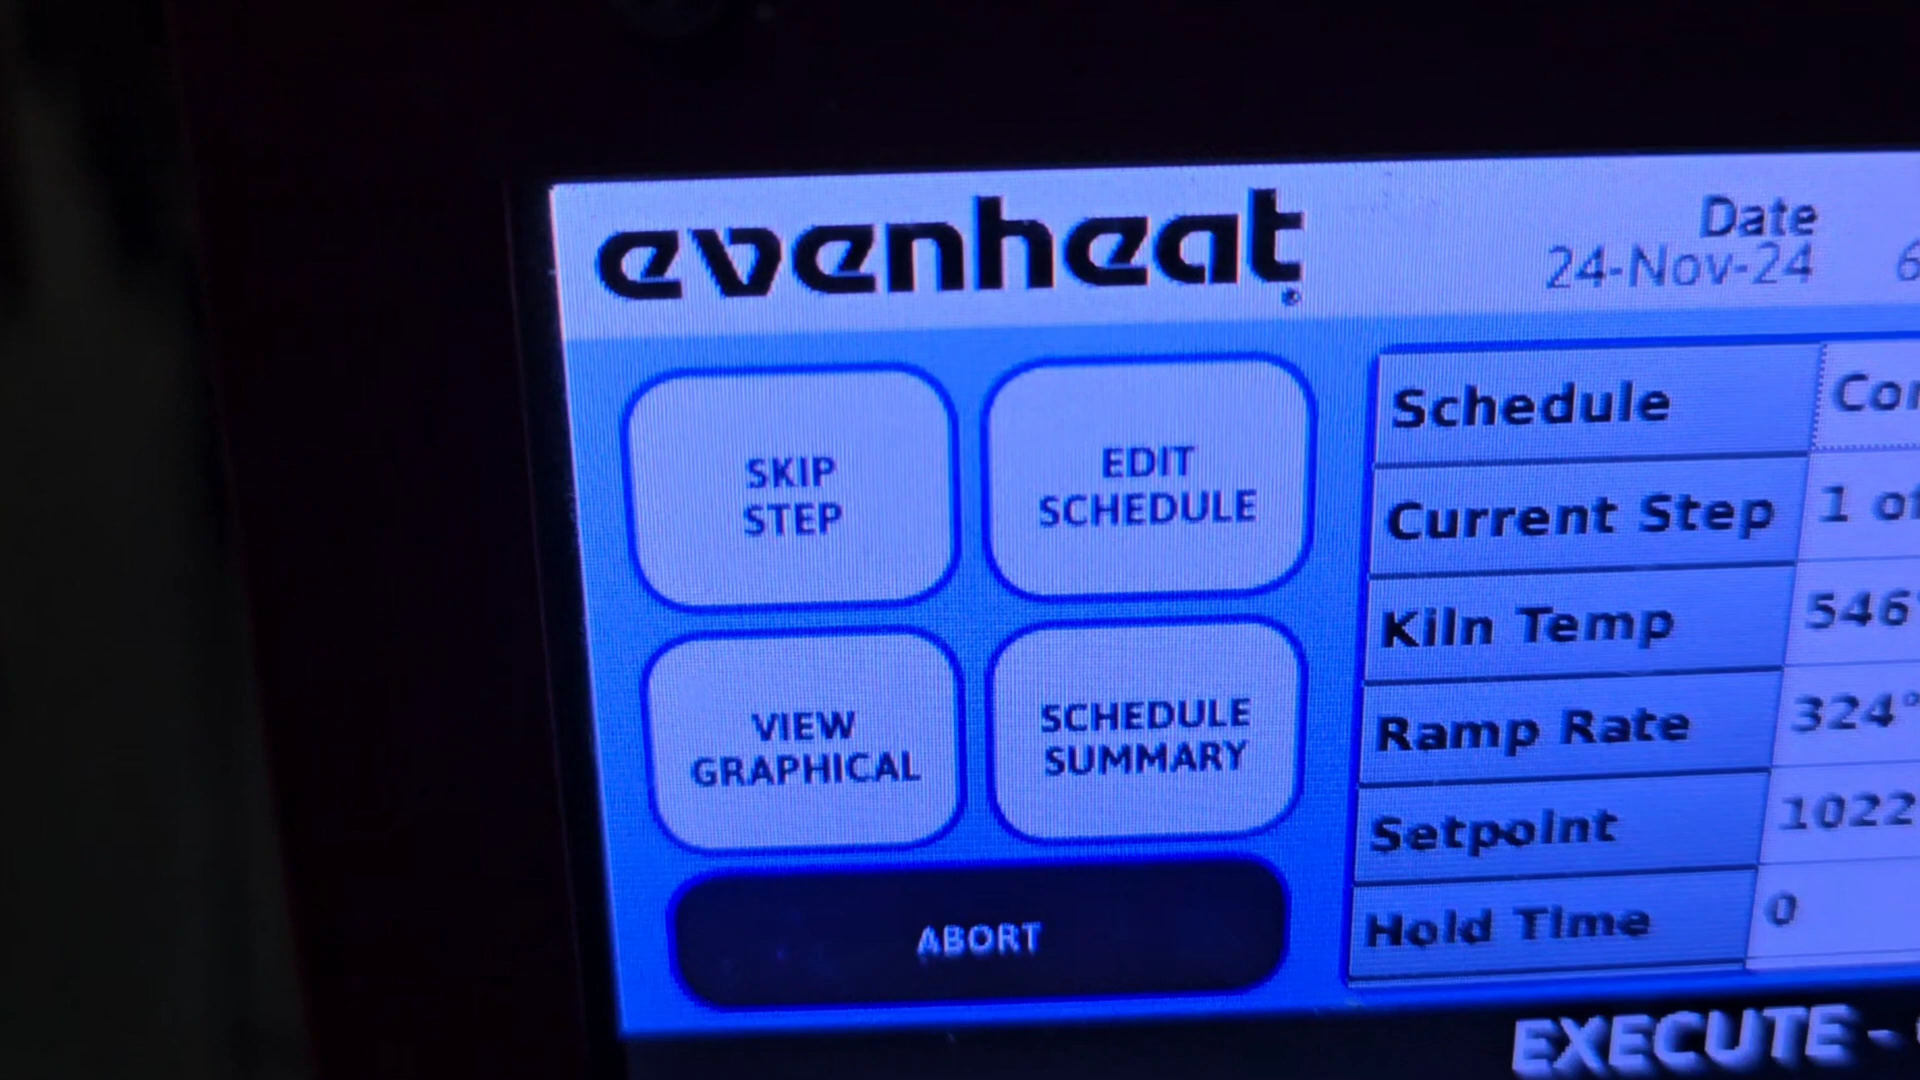 evenheat
Date
24-Nov-24
SKIP
STEP
EDIT
SCHEDULE
VIEW
GRAPHICAL
SCHEDULE
SUMMARY
ABORT
Schedule
Current Step 1 of
Kiln Temp 546°
Ramp Rate 324°
Setpoint 1022
Hold Time 0
EXECUTE -